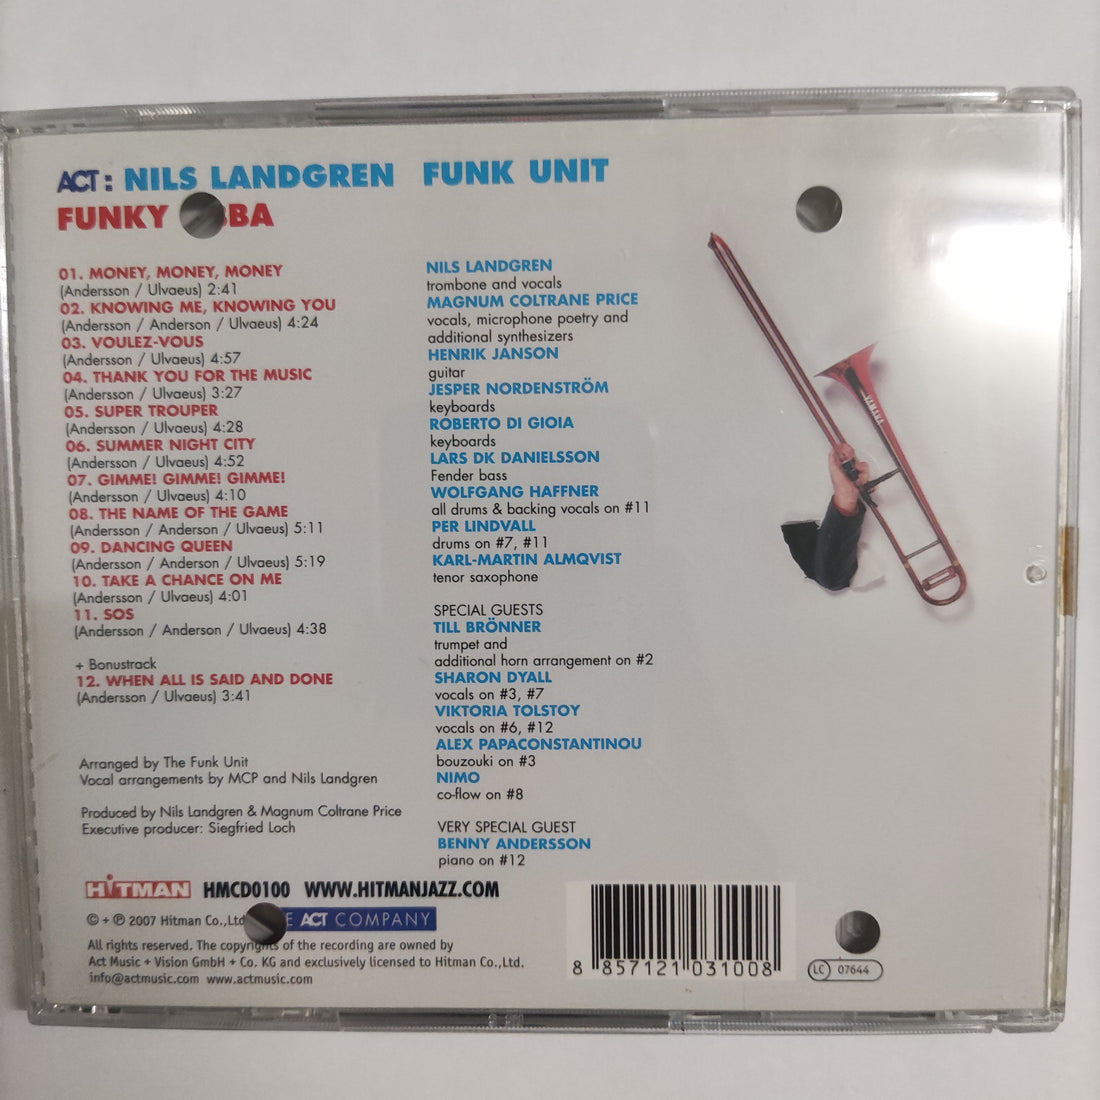 ACT: NILS LANDGREN FUNK UNIT
FUNKY BA
01. MONEY, MONEY, MONEY
(Andersson / Ulvaeus) 2:41
02. KNOWING ME, KNOWING YOU
(Andersson / Anderson / Ulvaeus) 4:24
03. VOULEZ-VOUS
(Andersson / Ulvaeus) 4:57
04. THANK YOU FOR THE MUSIC
(Andersson / Ulvaeus) 3:27
05. SUPER TROUPER
(Andersson / Ulvaeus) 4:28
06. SUMMER NIGHT CITY
(Andersson / Ulvaeus) 4:52
07. GIMME! GIMME! GIMME!
(Andersson / Ulvaeus) 4:10
08. THE NAME OF THE GAME
(Andersson / Anderson / Ulvaeus) 5:11
09. DANCING QUEEN
(Andersson / Anderson / Ulvaeus) 5:19
10. TAKE A CHANCE ON ME
(Andersson / Ulvaeus) 4:01
11. SOS
(Andersson / Anderson / Ulvaeus) 4:38
+ Bonustrack
12. WHEN ALL IS SAID AND DONE
(Andersson / Ulvaeus) 3:41
Arranged by The Funk Unit
Vocal arrangements by MCP and Nils Landgren
Produced by Nils Landgren & Magnum Coltrane Price
Executive producer: Siegfried Loch
NILS LANDGREN
trombone and vocals
MAGNUM COLTRANE PRICE
vocals, microphone poetry and
additional synthesizers
HENRIK JANSON
guitar
JESPER NORDENSTRÖM
keyboards
ROBERTO DI GIOIA
keyboards
LARS DK DANIELSSON
Fender bass
WOLFGANG HAFFNER
all drums & backing vocals on #11
PER LINDVALL
drums on #7, #11
KARL-MARTIN ALMQVIST
tenor saxophone
SPECIAL GUESTS
TILL BRÖNNER
trumpet and
additional horn arrangement on #2
SHARON DYALL
vocals on #3, #7
VIKTORIA TOLSTOY
vocals on #6, #12
ALEX PAPACONSTANTINOU
bouzouki on #3
NIMO
co-flow on #8
VERY SPECIAL GUEST
BENNY ANDERSSON
piano on #12
YAMAHA
HITMAN HMCD0100 WWW.HITMANJAZZ.COM
© + ℗ 2007 Hitman Co.,Ltd E ACT COMPANY
All rights reserved. The copyrights of the recording are owned by
Act Music + Vision GmbH + Co. KG and exclusively licensed to Hitman Co.,Ltd.
info@actmusic.com www.actmusic.com
8 857121 031008
LC 07644